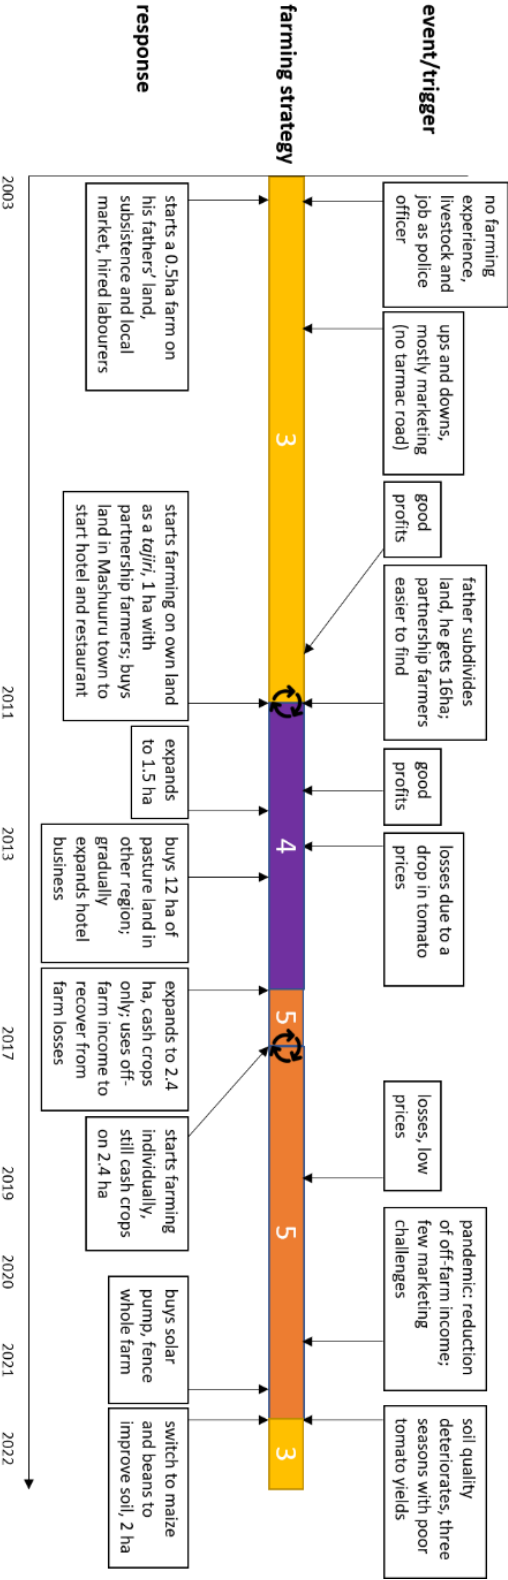 event/trigger
no farming
experience,
livestock and
job as police
officer
ups and downs,
mostly marketing
(no tarmac road)
good
profits
father subdivides
land, he gets 16ha;
partnership farmers
easier to find
good
profits
losses due to a
drop in tomato
prices
losses, low
prices
pandemic: reduction
of off-farm income;
few marketing
challenges
soil quality
deteriorates, three
seasons with poor
tomato yields
farming strategy
3
4
5
5
3
response
starts a 0.5ha farm on
his fathers’ land,
subsistence and local
market, hired labourers
starts farming on own land
as a tajiri, 1 ha with
partnership farmers; buys
land in Mashuuru town to
start hotel and restaurant
expands
to 1.5 ha
buys 12 ha of
pasture land in
other region;
gradually
expands hotel
business
expands to 2.4
ha, cash crops
only; uses off-
farm income to
recover from
farm losses
starts farming
individually,
still cash crops
on 2.4 ha
buys solar
pump, fence
whole farm
switch to maize
and beans to
improve soil, 2 ha
2003
2011
2013
2017
2019
2020
2021
2022